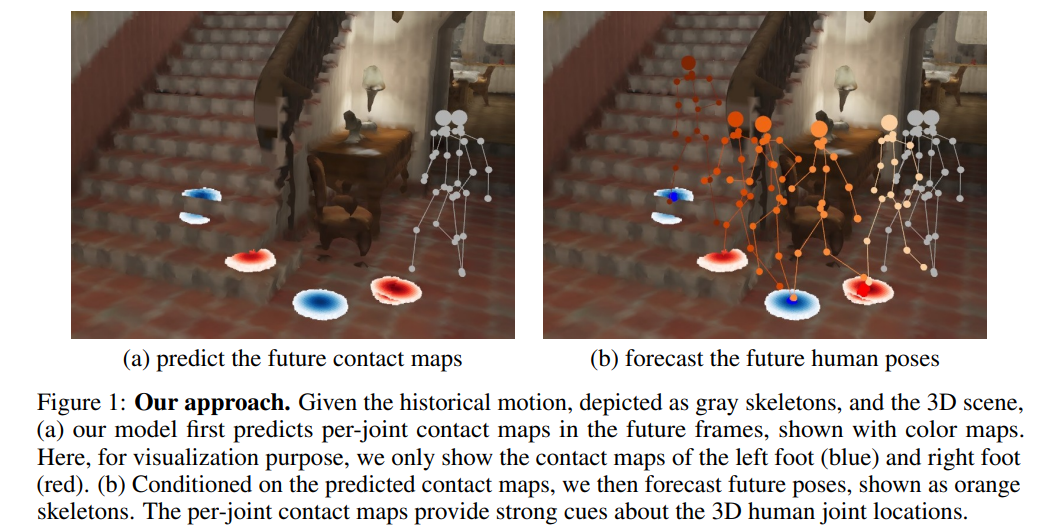 (a) predict the future contact maps
(b) forecast the future human poses
Figure 1: Our approach. Given the historical motion, depicted as gray skeletons, and the 3D scene,
(a) our model first predicts per-joint contact maps in the future frames, shown with color maps.
Here, for visualization purpose, we only show the contact maps of the left foot (blue) and right foot
(red). (b) Conditioned on the predicted contact maps, we then forecast future poses, shown as orange
skeletons. The per-joint contact maps provide strong cues about the 3D human joint locations.